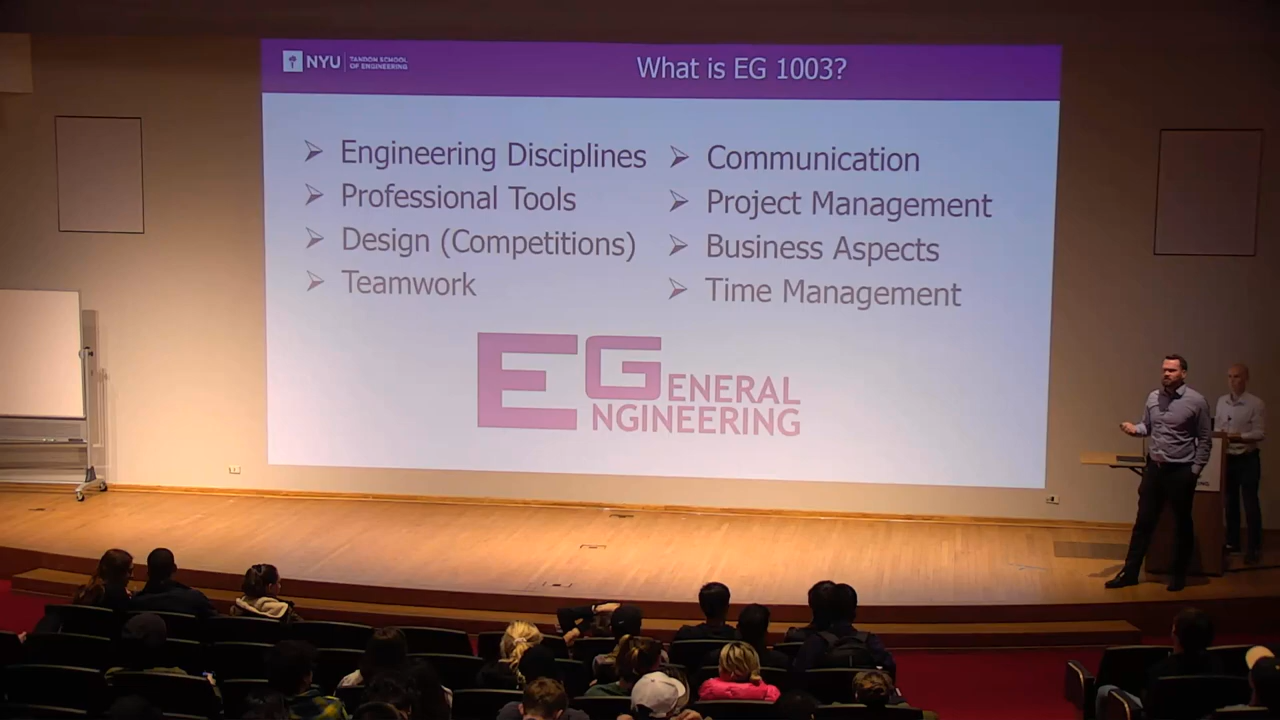 NYU TANDON SCHOOL
OF ENGINEERING
What is EG 1003?
Engineering Disciplines
Professional Tools
Design (Competitions)
Teamwork
Communication
Project Management
Business Aspects
Time Management
EGENERAL
ENGINEERING